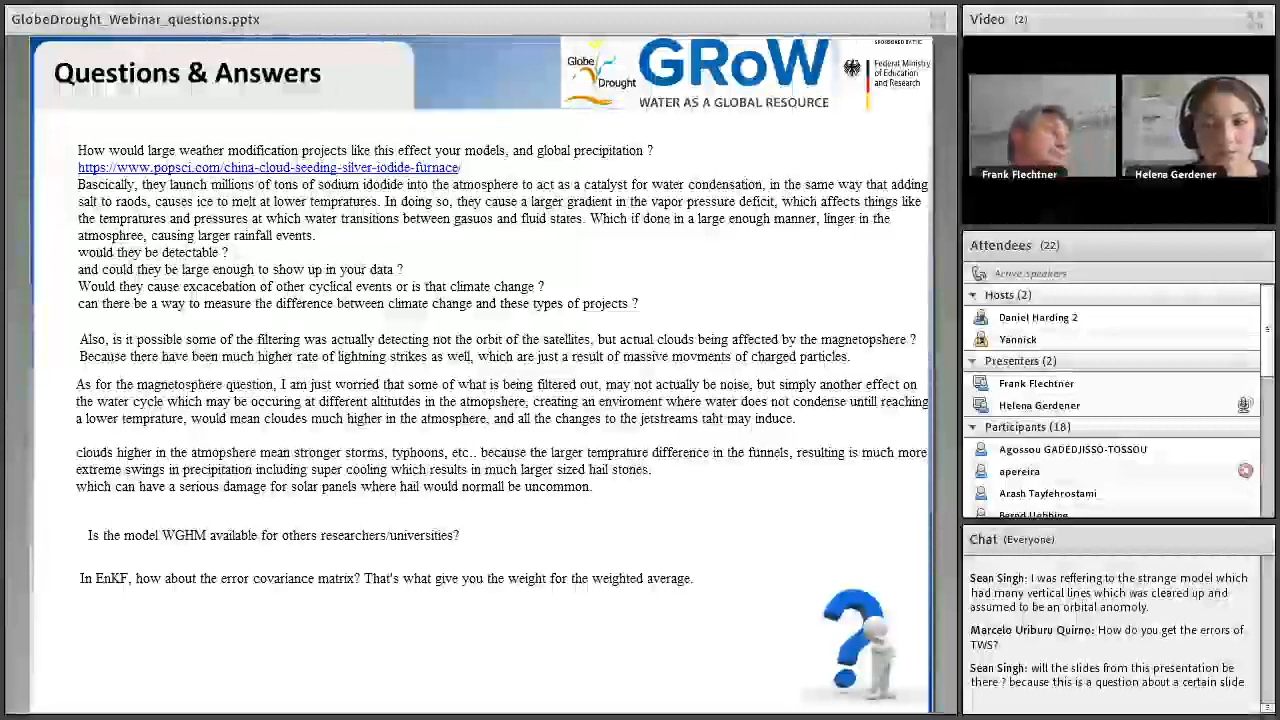 GlobeDrought_Webinar_questions.pptx
Questions & Answers
Globe
Drought
GRoW
WATER AS A GLOBAL RESOURCE
SPONSORED BY THE
Federal Ministry
of Education
and Research
How would large weather modification projects like this effect your models, and global precipitation ?
https://www.popsci.com/china-cloud-seeding-silver-iodide-furnace/
Bascically, they launch millions of tons of sodium idodide into the atmosphere to act as a catalyst for water condensation, in the same way that adding
salt to raods, causes ice to melt at lower tempratures. In doing so, they cause a larger gradient in the vapor pressure deficit, which affects things like
the tempratures and pressures at which water transitions between gasuos and fluid states. Which if done in a large enough manner, linger in the
atmosphree, causing larger rainfall events.
would they be detectable ?
and could they be large enough to show up in your data ?
Would they cause excacebation of other cyclical events or is that climate change ?
can there be a way to measure the difference between climate change and these types of projects ?
Also, is it possible some of the filtering was actually detecting not the orbit of the satellites, but actual clouds being affected by the magnetopshere ?
Because there have been much higher rate of lightning strikes as well, which are just a result of massive movments of charged particles.
As for the magnetosphere question, I am just worried that some of what is being filtered out, may not actually be noise, but simply another effect on
the water cycle which may be occuring at different altitutdes in the atmopshere, creating an enviroment where water does not condense untill reaching
a lower temprature, would mean cloudes much higher in the atmosphere, and all the changes to the jetstreams taht may induce.
clouds higher in the atmopshere mean stronger storms, typhoons, etc.. because the larger temprature difference in the funnels, resulting is much more
extreme swings in precipitation including super cooling which results in much larger sized hail stones.
which can have a serious damage for solar panels where hail would normall be uncommon.
Is the model WGHM available for others researchers/universities?
In EnKF, how about the error covariance matrix? That's what give you the weight for the weighted average.
Video (2)
Frank Flechtner
Helena Gerdener
Attendees (22)
Active speakers
Hosts (2)
Daniel Harding 2
Yannick
Presenters (2)
Frank Flechtner
Helena Gerdener
Participants (18)
Agossou GADEDJISSO-TOSSOU
apereira
Arash Tayfehrostami
Bernd Uebbing
Chat (Everyone)
Sean Singh: I was reffering to the strange model which
had many vertical lines which was cleared up and
assumed to be an orbital anomoly.
Marcelo Uriburu Quirno: How do you get the errors of
TWS?
Sean Singh: will the slides from this presentation be
there ? because this is a question about a certain slide